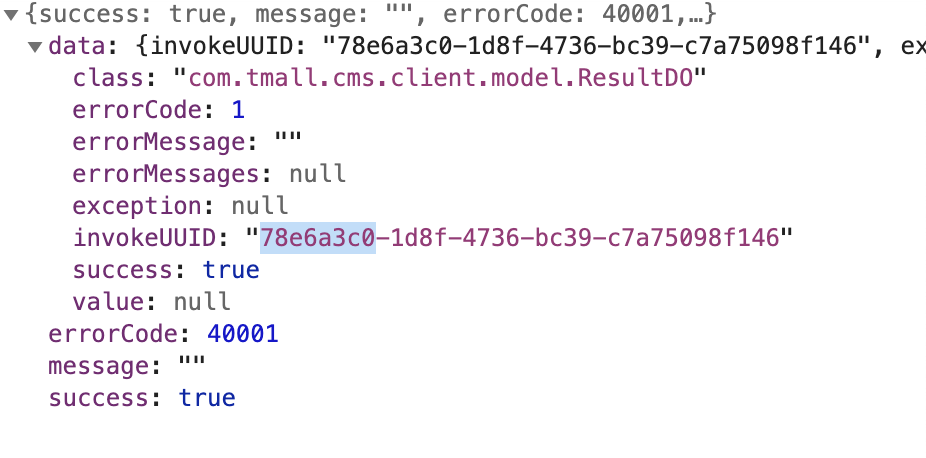 {success: true, message: "", errorCode: 40001,…}
data: {invokeUUID: "78e6a3c0-1d8f-4736-bc39-c7a75098f146", ex
class: "com.tmall.cms.client.model.ResultDO"
errorCode: 1
errorMessage: ""
errorMessages: null
exception: null
invokeUUID: "78e6a3c0-1d8f-4736-bc39-c7a75098f146"
success: true
value: null
errorCode: 40001
message: ""
success: true